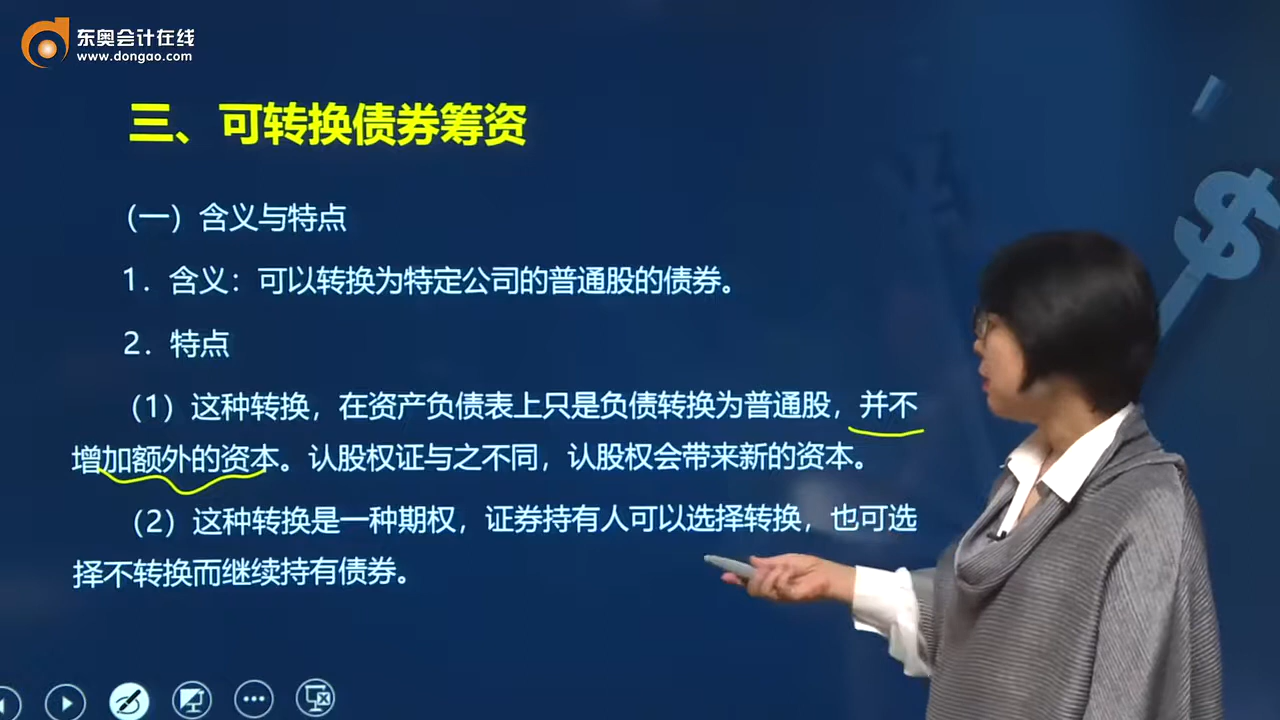 东奥会计在线
www.dongao.com
三、可转换债券筹资
（一）含义与特点
1．含义：可以转换为特定公司的普通股的债券。
2．特点
（1）这种转换，在资产负债表上只是负债转换为普通股，并不
增加额外的资本。认股权证与之不同，认股权会带来新的资本。
（2）这种转换是一种期权，证券持有人可以选择转换，也可选
择不转换而继续持有债券。